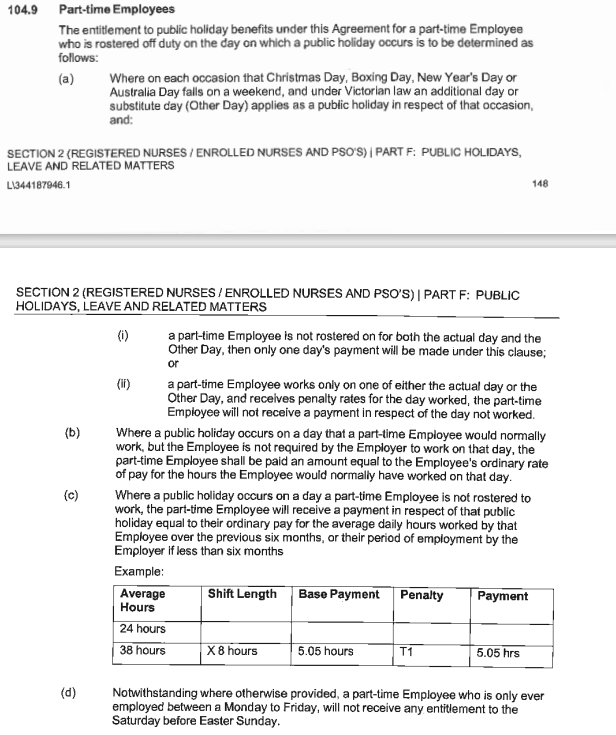 104.9 Part-time Employees
The entitlement to public holiday benefits under this Agreement for a part-time Employee
who is rostered off duty on the day on which a public holiday occurs is to be determined as
follows:
(a) Where on each occasion that Christmas Day, Boxing Day, New Year's Day or
Australia Day falls on a weekend, and under Victorian law an additional day or
substitute day (Other Day) applies as a public holiday in respect of that occasion,
and:
SECTION 2 (REGISTERED NURSES / ENROLLED NURSES AND PSO'S) | PART F: PUBLIC HOLIDAYS,
LEAVE AND RELATED MATTERS
L\344187946.1 148
SECTION 2 (REGISTERED NURSES / ENROLLED NURSES AND PSO'S) | PART F: PUBLIC
HOLIDAYS, LEAVE AND RELATED MATTERS
(i) a part-time Employee is not rostered on for both the actual day and the
Other Day, then only one day's payment will be made under this clause;
or
(ii) a part-time Employee works only on one of either the actual day or the
Other Day, and receives penalty rates for the day worked, the part-time
Employee will not receive a payment in respect of the day not worked.
(b) Where a public holiday occurs on a day that a part-time Employee would normally
work, but the Employee is not required by the Employer to work on that day, the
part-time Employee shall be paid an amount equal to the Employee's ordinary rate
of pay for the hours the Employee would normally have worked on that day.
(c) Where a public holiday occurs on a day a part-time Employee is not rostered to
work, the part-time Employee will receive a payment in respect of that public
holiday equal to their ordinary pay for the average daily hours worked by that
Employee over the previous six months, or their period of employment by the
Employer if less than six months
Example:
Average Shift Length Base Payment Penalty Payment
Hours
24 hours
38 hours X 8 hours 5.05 hours T1 5.05 hrs
(d) Notwithstanding where otherwise provided, a part-time Employee who is only ever
employed between a Monday to Friday, will not receive any entitlement to the
Saturday before Easter Sunday.